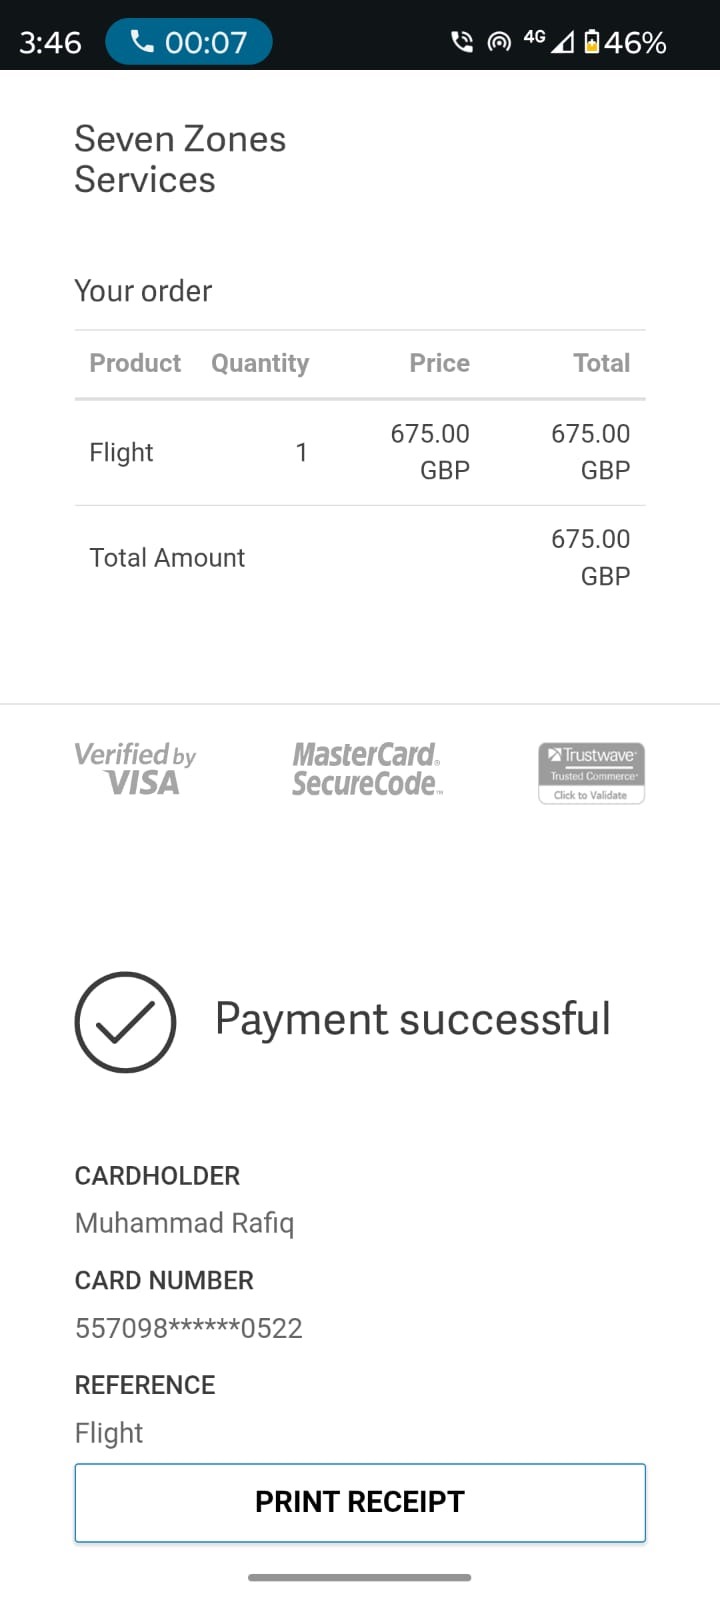 3:46 00:07 4G 46%
Seven Zones
Services
Your order
Product Quantity Price Total
Flight 1 675.00 GBP 675.00 GBP
Total Amount 675.00 GBP
Verified by VISA
MasterCard® SecureCode™
Trustwave®
Trusted Commerce®
Click to Validate
Payment successful
CARDHOLDER
Muhammad Rafiq
CARD NUMBER
557098******0522
REFERENCE
Flight
PRINT RECEIPT